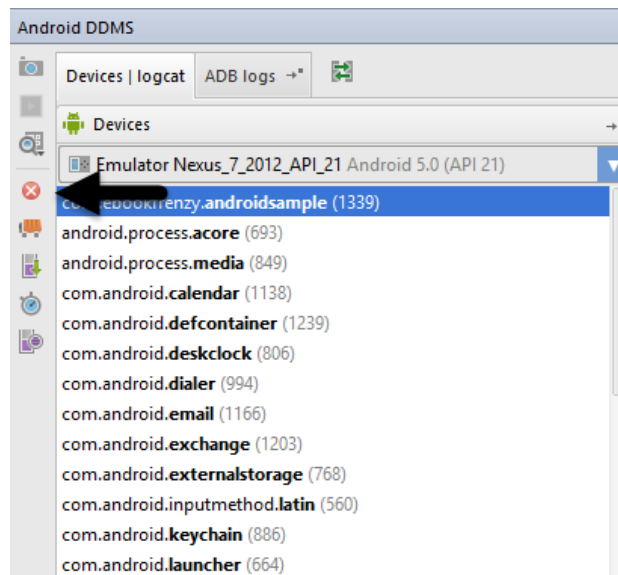 Android DDMS
Devices | logcat ADB logs
Devices
Emulator Nexus_7_2012_API_21 Android 5.0 (API 21)
com.ebookfrenzy.androidsample (1339)
android.process.acore (693)
android.process.media (849)
com.android.calendar (1138)
com.android.defcontainer (1239)
com.android.deskclock (806)
com.android.dialer (994)
com.android.email (1166)
com.android.exchange (1203)
com.android.externalstorage (768)
com.android.inputmethod.latin (560)
com.android.keychain (886)
com.android.launcher (664)